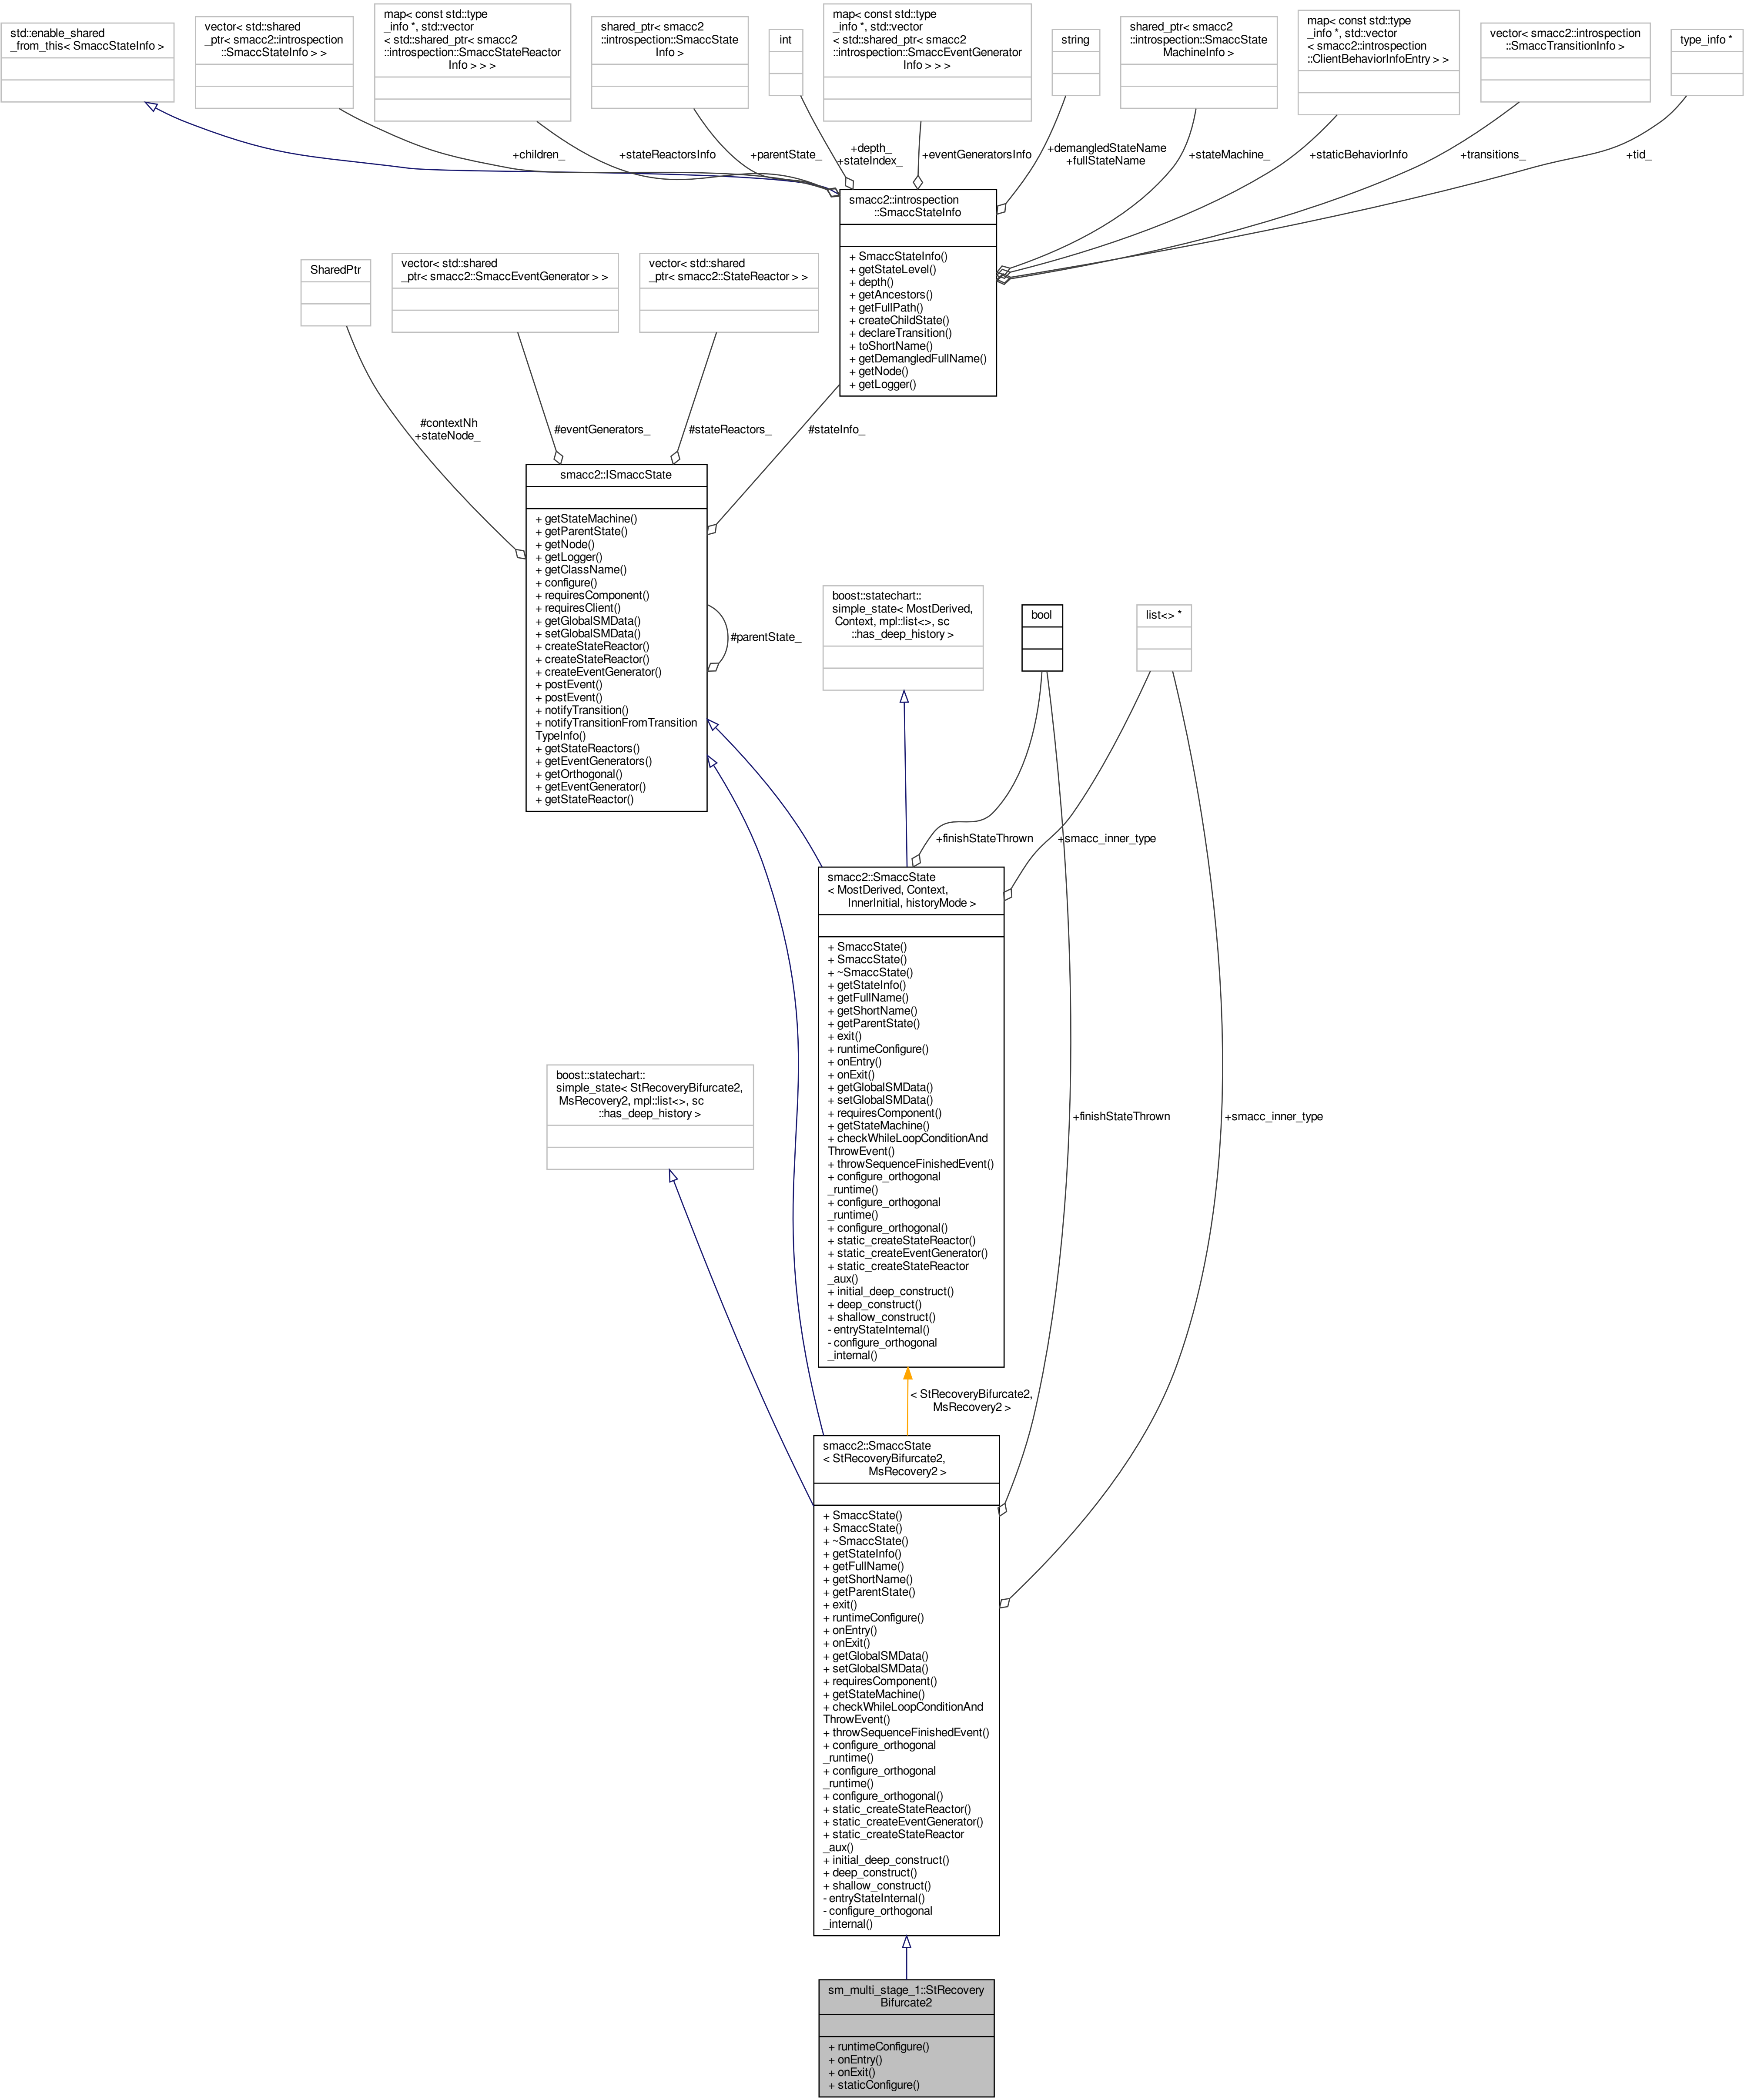 std::enable_shared
_from_this< SmaccStateInfo >
vector< std::shared
_ptr< smacc2::introspection
::SmaccStateInfo > >
map< const std::type
_info *, std::vector
< std::shared_ptr< smacc2
::introspection::SmaccStateReactor
Info > > >
shared_ptr< smacc2
::introspection::SmaccState
Info >
int
map< const std::type
_info *, std::vector
< std::shared_ptr< smacc2
::introspection::SmaccEventGenerator
Info > > >
string
shared_ptr< smacc2
::introspection::SmaccState
MachineInfo >
map< const std::type
_info *, std::vector
< smacc2::introspection
::ClientBehaviorInfoEntry > >
vector< smacc2::introspection
::SmaccTransitionInfo >
type_info *
+children_
+stateReactorsInfo
+parentState_
+depth_
+stateIndex_
+eventGeneratorsInfo
+demangledStateName
+fullStateName
+stateMachine_
+staticBehaviorInfo
+transitions_
+tid_
smacc2::introspection
::SmaccStateInfo
+ SmaccStateInfo()
+ getStateLevel()
+ depth()
+ getAncestors()
+ getFullPath()
+ createChildState()
+ declareTransition()
+ toShortName()
+ getDemangledFullName()
+ getNode()
+ getLogger()
SharedPtr
vector< std::shared
_ptr< smacc2::SmaccEventGenerator > >
vector< std::shared
_ptr< smacc2::StateReactor > >
#contextNh
+stateNode_
#eventGenerators_
#stateReactors_
#stateInfo_
smacc2::ISmaccState
+ getStateMachine()
+ getParentState()
+ getNode()
+ getLogger()
+ getClassName()
+ configure()
+ requiresComponent()
+ requiresClient()
+ getGlobalSMData()
+ setGlobalSMData()
+ createStateReactor()
+ createStateReactor()
+ createEventGenerator()
+ postEvent()
+ postEvent()
+ notifyTransition()
+ notifyTransitionFromTransition
TypeInfo()
+ getStateReactors()
+ getEventGenerators()
+ getOrthogonal()
+ getEventGenerator()
+ getStateReactor()
#parentState_
boost::statechart::
simple_state< MostDerived,
Context, mpl::list<>, sc
::has_deep_history >
bool
list<> *
+finishStateThrown
+smacc_inner_type
smacc2::SmaccState
< MostDerived, Context,
InnerInitial, historyMode >
+ SmaccState()
+ SmaccState()
+ ~SmaccState()
+ getStateInfo()
+ getFullName()
+ getShortName()
+ getParentState()
+ exit()
+ runtimeConfigure()
+ onEntry()
+ onExit()
+ getGlobalSMData()
+ setGlobalSMData()
+ requiresComponent()
+ getStateMachine()
+ checkWhileLoopConditionAnd
ThrowEvent()
+ throwSequenceFinishedEvent()
+ configure_orthogonal
_runtime()
+ configure_orthogonal
_runtime()
+ configure_orthogonal()
+ static_createStateReactor()
+ static_createEventGenerator()
+ static_createStateReactor
_aux()
+ initial_deep_construct()
+ deep_construct()
+ shallow_construct()
- entryStateInternal()
- configure_orthogonal
_internal()
boost::statechart::
simple_state< StRecoveryBifurcate2,
MsRecovery2, mpl::list<>, sc
::has_deep_history >
+finishStateThrown
+smacc_inner_type
< StRecoveryBifurcate2,
MsRecovery2 >
smacc2::SmaccState
< StRecoveryBifurcate2,
MsRecovery2 >
+ SmaccState()
+ SmaccState()
+ ~SmaccState()
+ getStateInfo()
+ getFullName()
+ getShortName()
+ getParentState()
+ exit()
+ runtimeConfigure()
+ onEntry()
+ onExit()
+ getGlobalSMData()
+ setGlobalSMData()
+ requiresComponent()
+ getStateMachine()
+ checkWhileLoopConditionAnd
ThrowEvent()
+ throwSequenceFinishedEvent()
+ configure_orthogonal
_runtime()
+ configure_orthogonal
_runtime()
+ configure_orthogonal()
+ static_createStateReactor()
+ static_createEventGenerator()
+ static_createStateReactor
_aux()
+ initial_deep_construct()
+ deep_construct()
+ shallow_construct()
- entryStateInternal()
- configure_orthogonal
_internal()
sm_multi_stage_1::StRecovery
Bifurcate2
+ runtimeConfigure()
+ onEntry()
+ onExit()
+ staticConfigure()